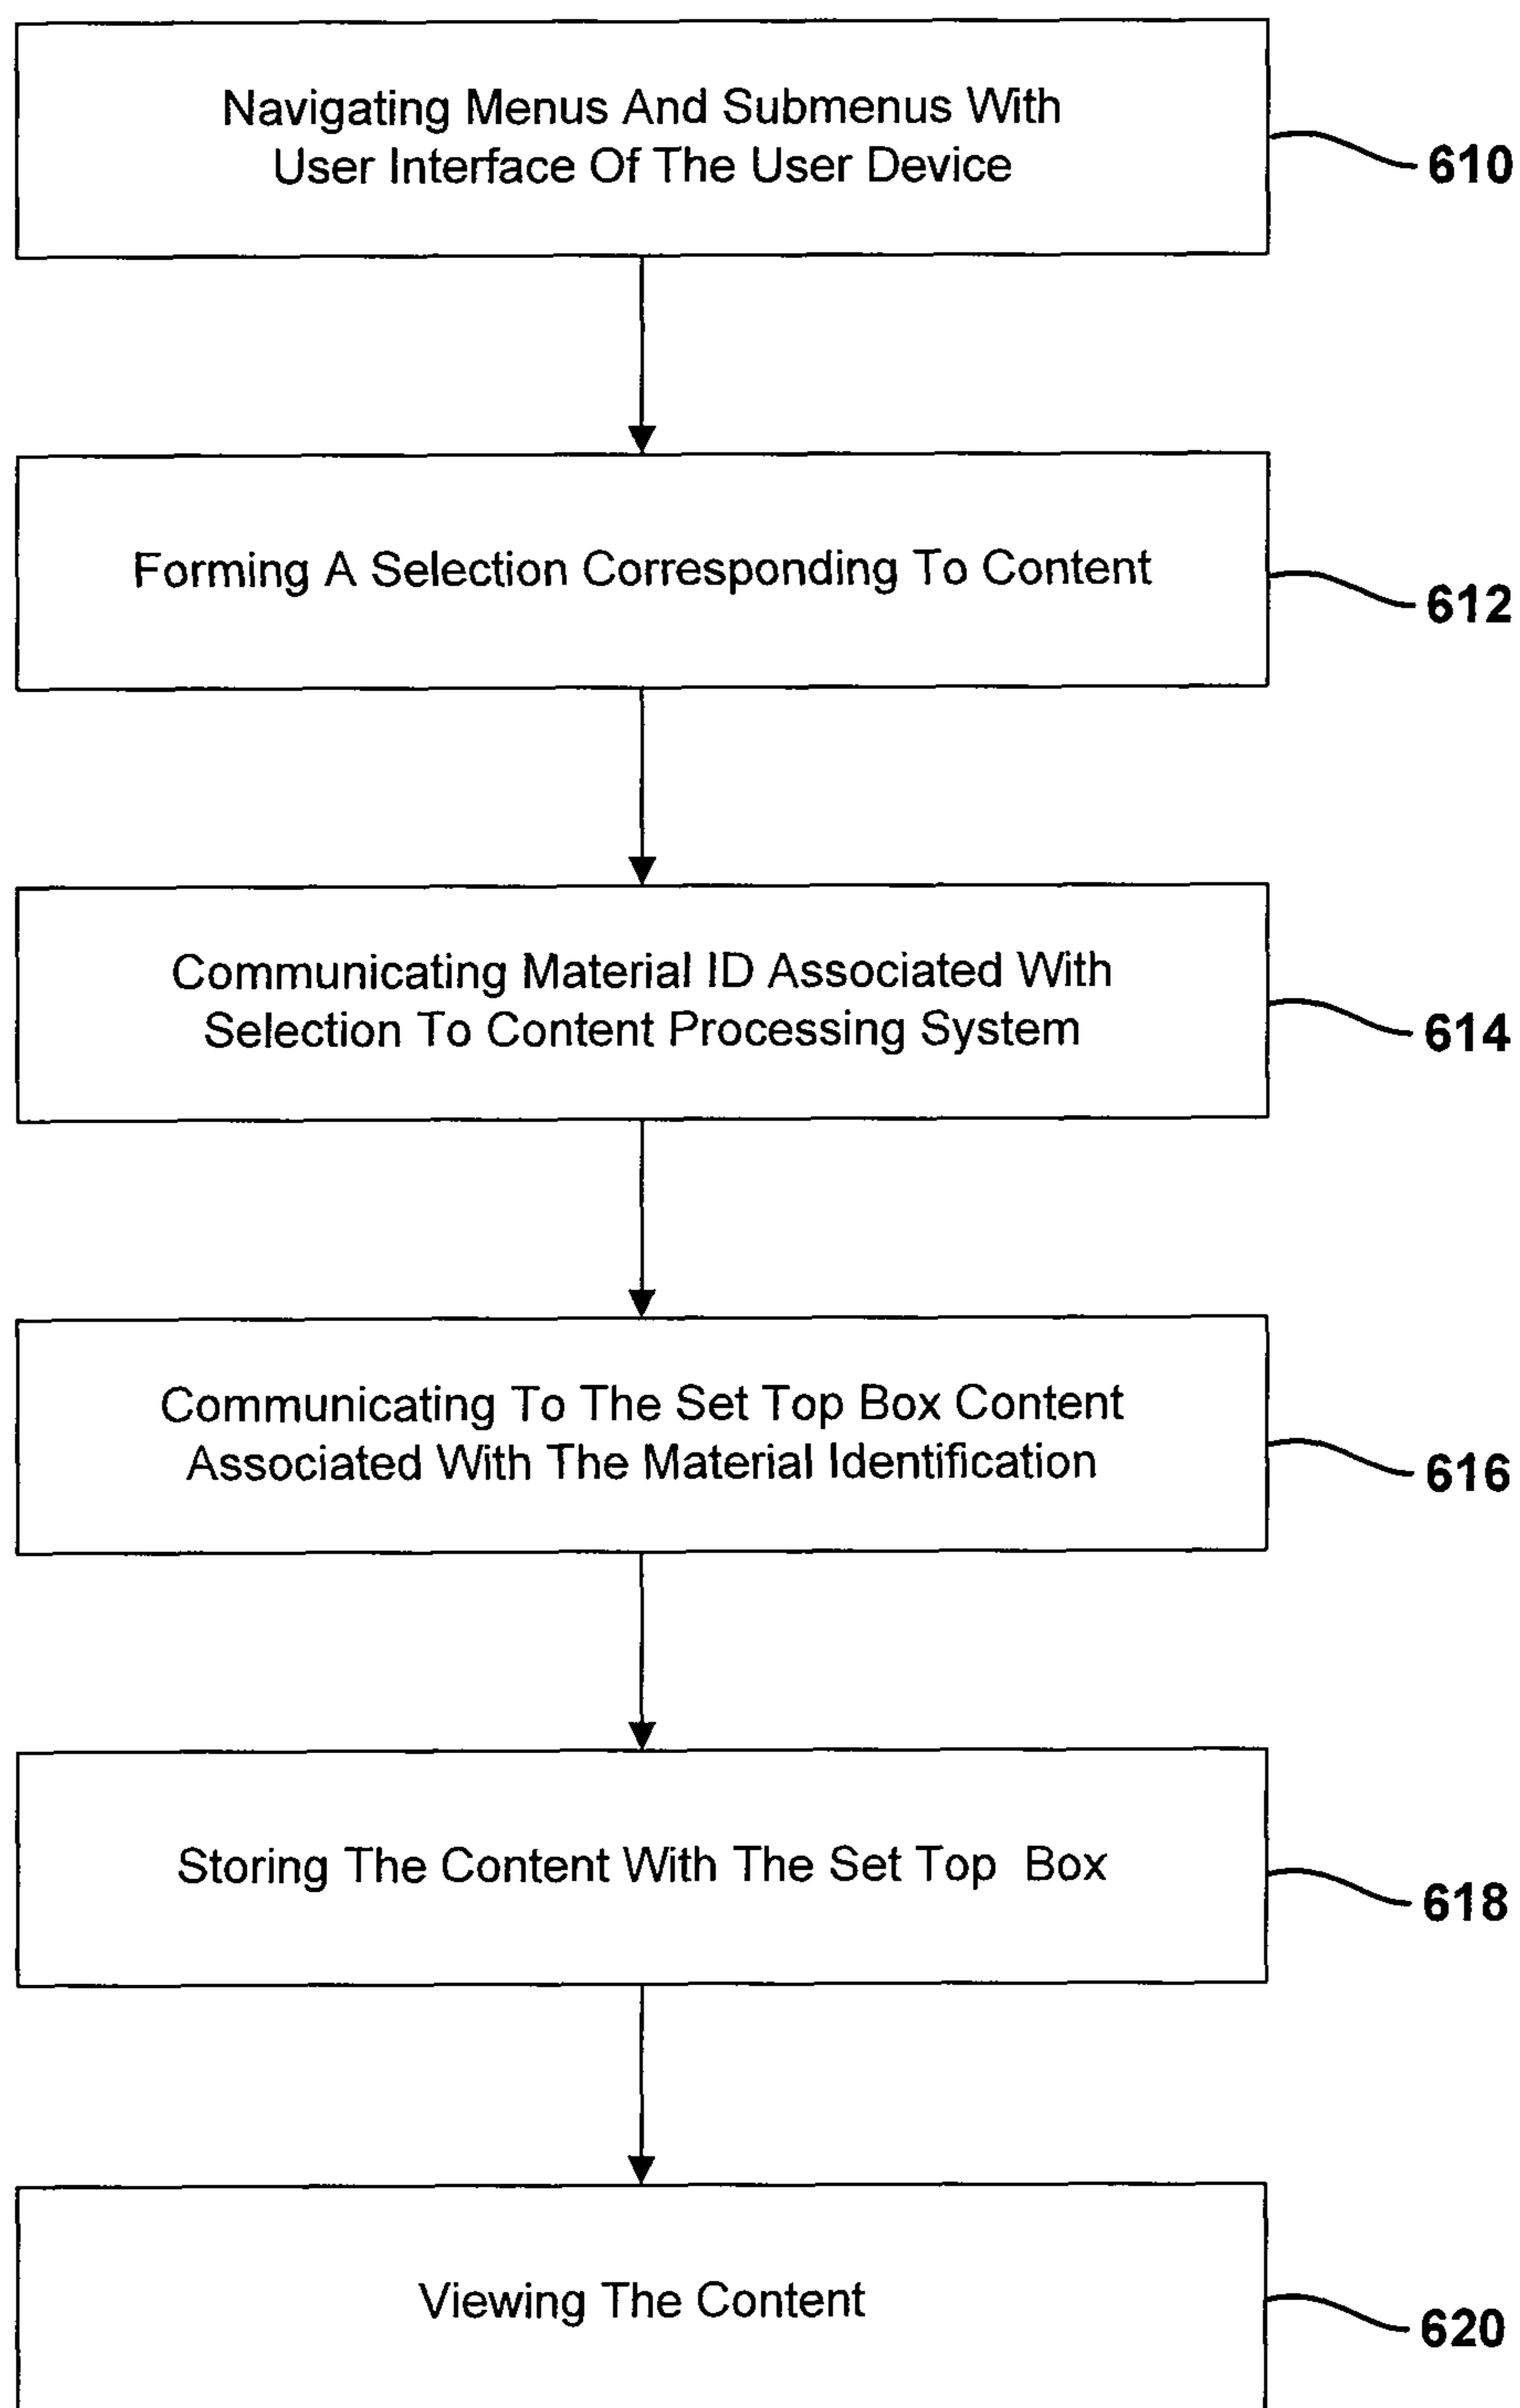 Navigating Menus And Submenus With
User Interface Of The User Device
610
Forming A Selection Corresponding To Content
612
Communicating Material ID Associated With
Selection To Content Processing System
614
Communicating To The Set Top Box Content
Associated With The Material Identification
616
Storing The Content With The Set Top Box
618
Viewing The Content
620